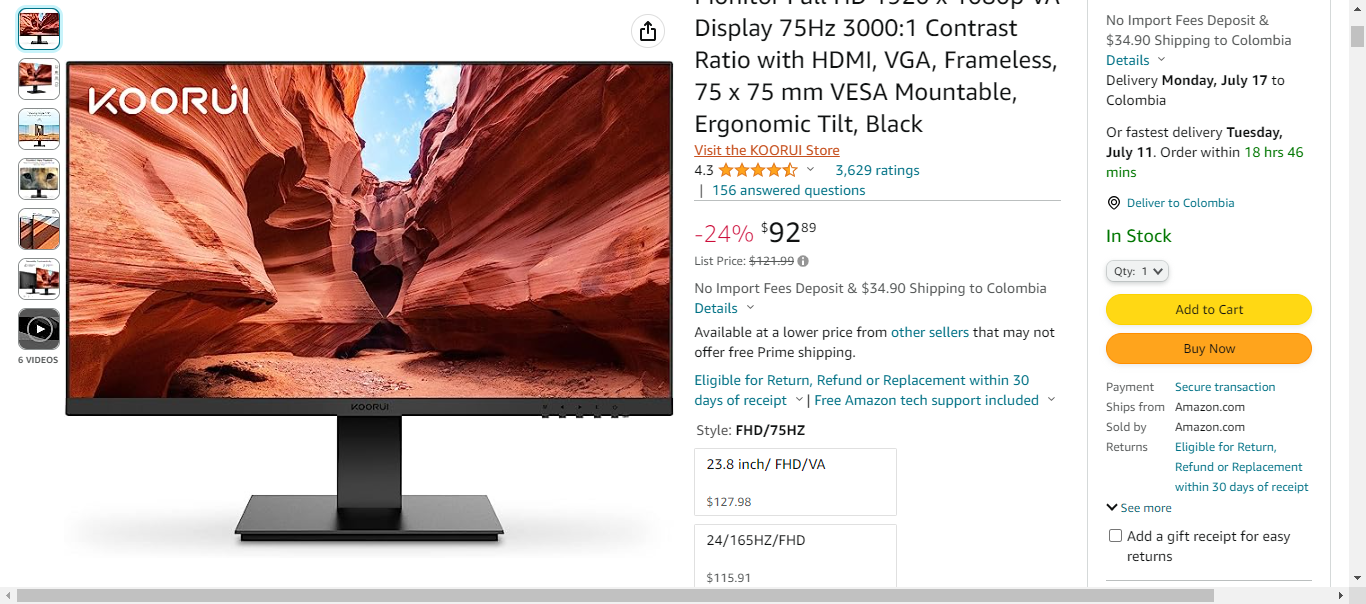 6 VIDEOS
KOORUI
KOORUI
Monitor Full HD 1920 x 1080p VA
Display 75Hz 3000:1 Contrast
Ratio with HDMI, VGA, Frameless,
75 x 75 mm VESA Mountable,
Ergonomic Tilt, Black
Visit the KOORUI Store
4.3 3,629 ratings
| 156 answered questions
-24% $92 89
List Price: $121.99
No Import Fees Deposit & $34.90 Shipping to Colombia
Details
Available at a lower price from other sellers that may not
offer free Prime shipping.
Eligible for Return, Refund or Replacement within 30
days of receipt | Free Amazon tech support included
Style: FHD/75HZ
23.8 inch/ FHD/VA
$127.98
24/165HZ/FHD
$115.91
No Import Fees Deposit &
$34.90 Shipping to Colombia
Details
Delivery Monday, July 17 to
Colombia
Or fastest delivery Tuesday,
July 11. Order within 18 hrs 46
mins
Deliver to Colombia
In Stock
Qty: 1
Add to Cart
Buy Now
Payment Secure transaction
Ships from Amazon.com
Sold by Amazon.com
Returns Eligible for Return,
Refund or Replacement
within 30 days of receipt
See more
Add a gift receipt for easy
returns